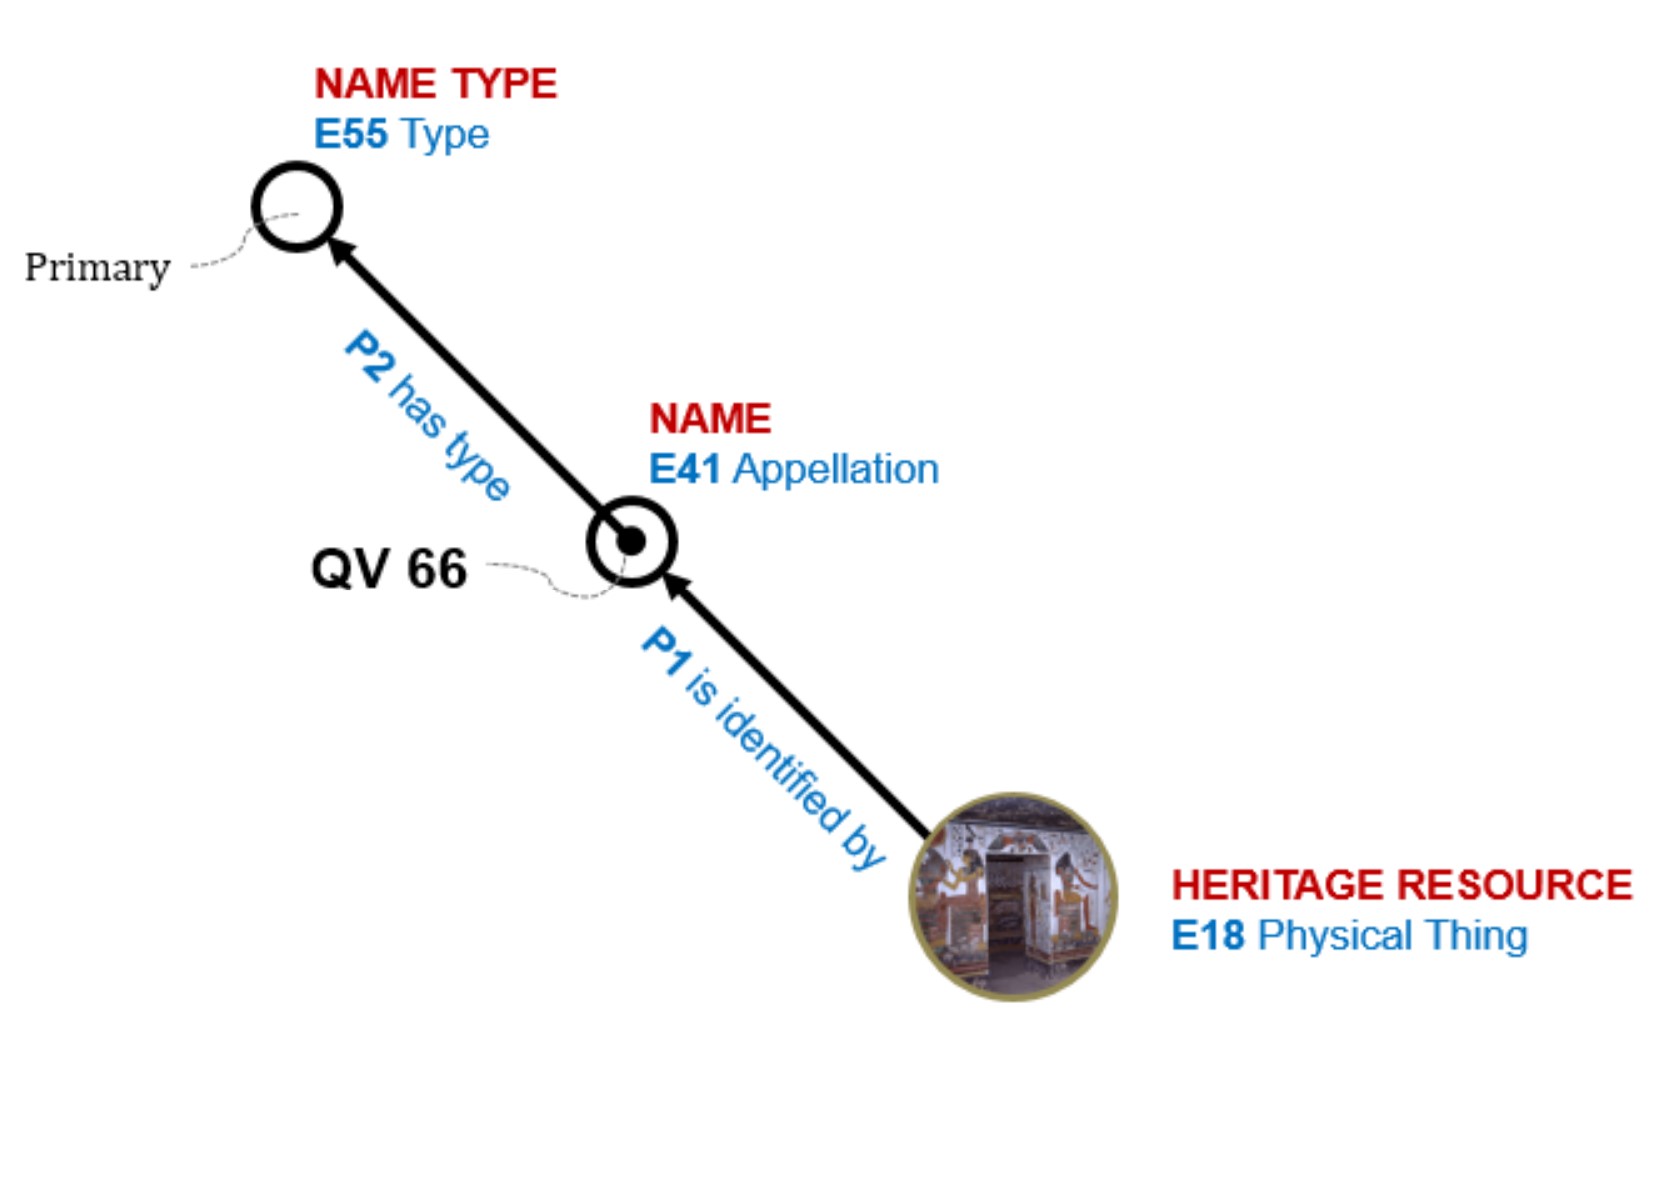 NAME TYPE
E55 Type
Primary
P2 has type
NAME
E41 Appellation
QV 66
P1 is identified by
HERITAGE RESOURCE
E18 Physical Thing